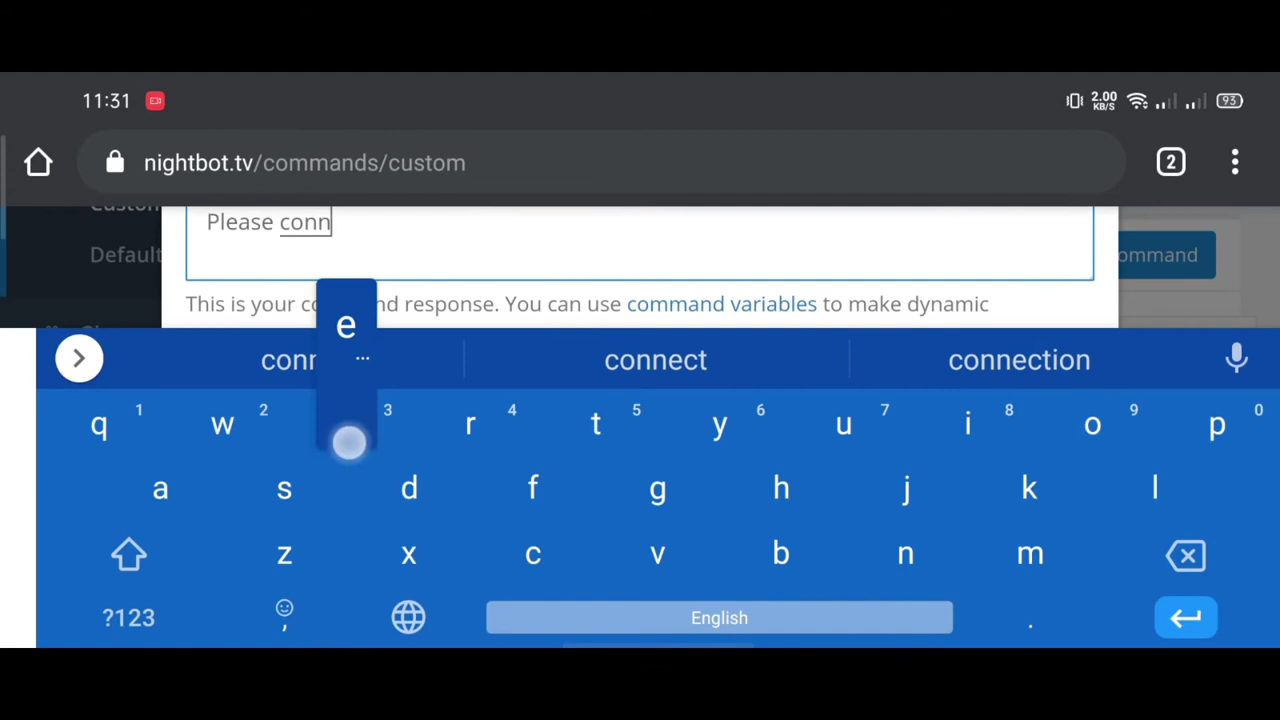 11:31 2.00 KB/S 93
nightbot.tv/commands/custom 2
Please conn
Default
ommand
This is your co nd response. You can use command variables to make dynamic
e
...
conn connect connection
q 1 w 2 3 r 4 t 5 y 6 u 7 i 8 o 9 p 0
a s d f g h j k l
z x c v b n m
?123 , English .